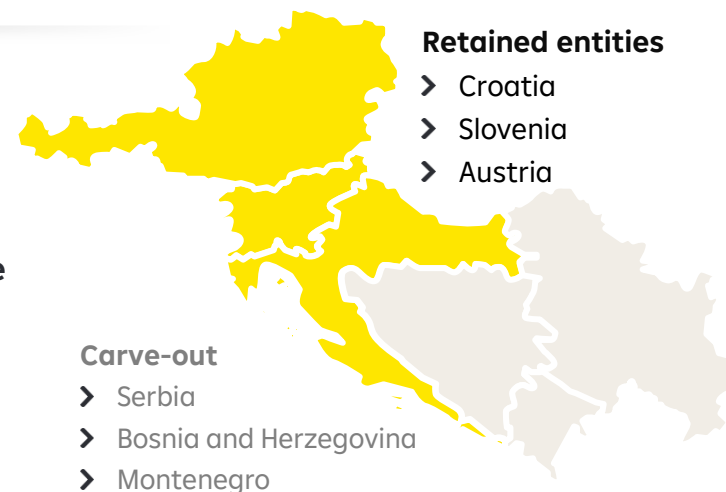 Retained entities
Croatia
Slovenia
Austria
e
Carve-out
Serbia
Bosnia and Herzegovina
Montenegro